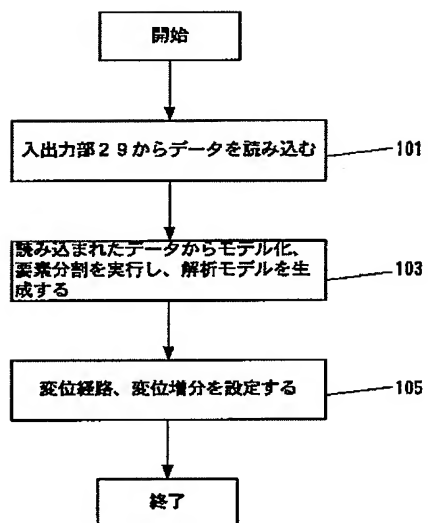 開始
入出力部29からデータを読み込む
101
読み込まれたデータからモデル化、
要素分割を実行し、解析モデルを生
成する
103
変位経路、変位増分を設定する
105
終了